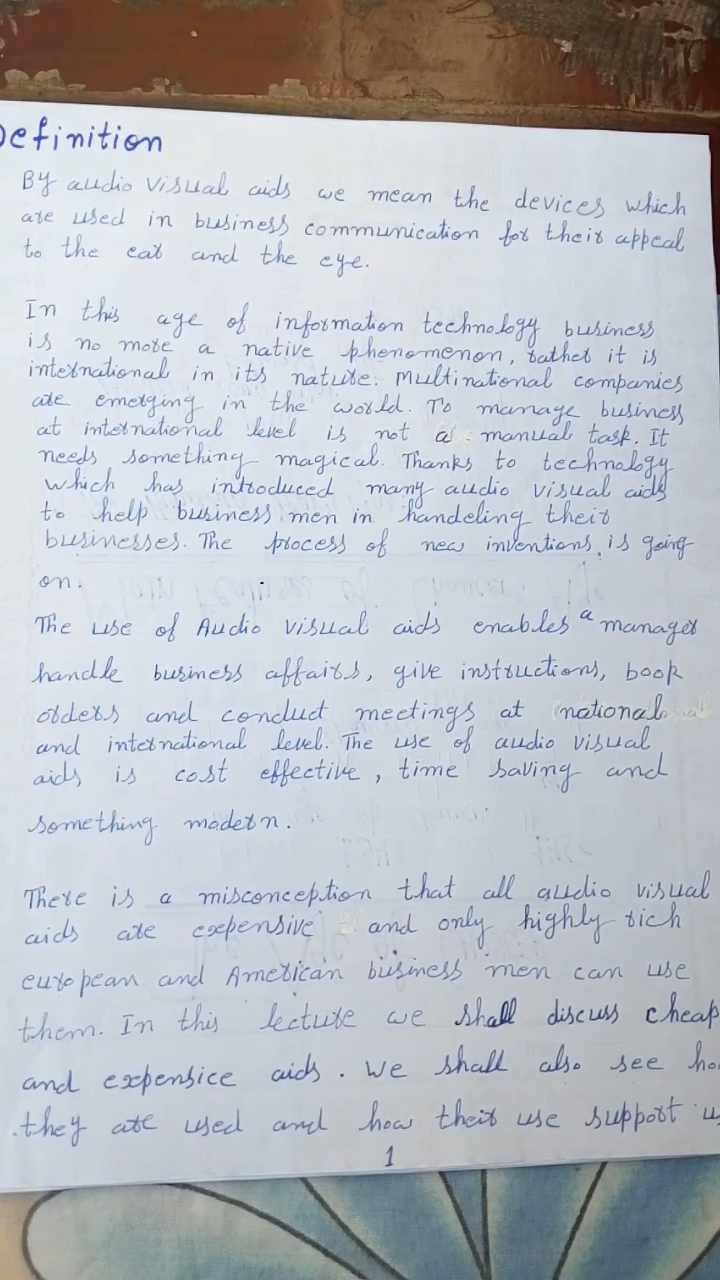 Definition
By audio visual aids we mean the devices which
are used in business communication for their appeal
to the ear and the eye.
In this age of information technology business
is no more a native phenomenon, rather it is
international in its nature. Multinational companies
are emerging in the world. To manage business
at international level is not a manual task. It
needs something magical. Thanks to technology
which has introduced many audio visual aids
to help business men in handeling their
businesses. The process of new inventions is going
on.
The use of Audio visual aids enables a manager
handle business affairs, give instructions, book
orders and conduct meetings at national
and international level. The use of audio visual
aids is cost effective, time saving and
something modern.
There is a misconception that all audio visual
aids are expensive and only highly rich
european and American business men can use
them. In this lecture we shall discuss cheap
and expensice aids. We shall also see ho
they are used and how their use support us
1